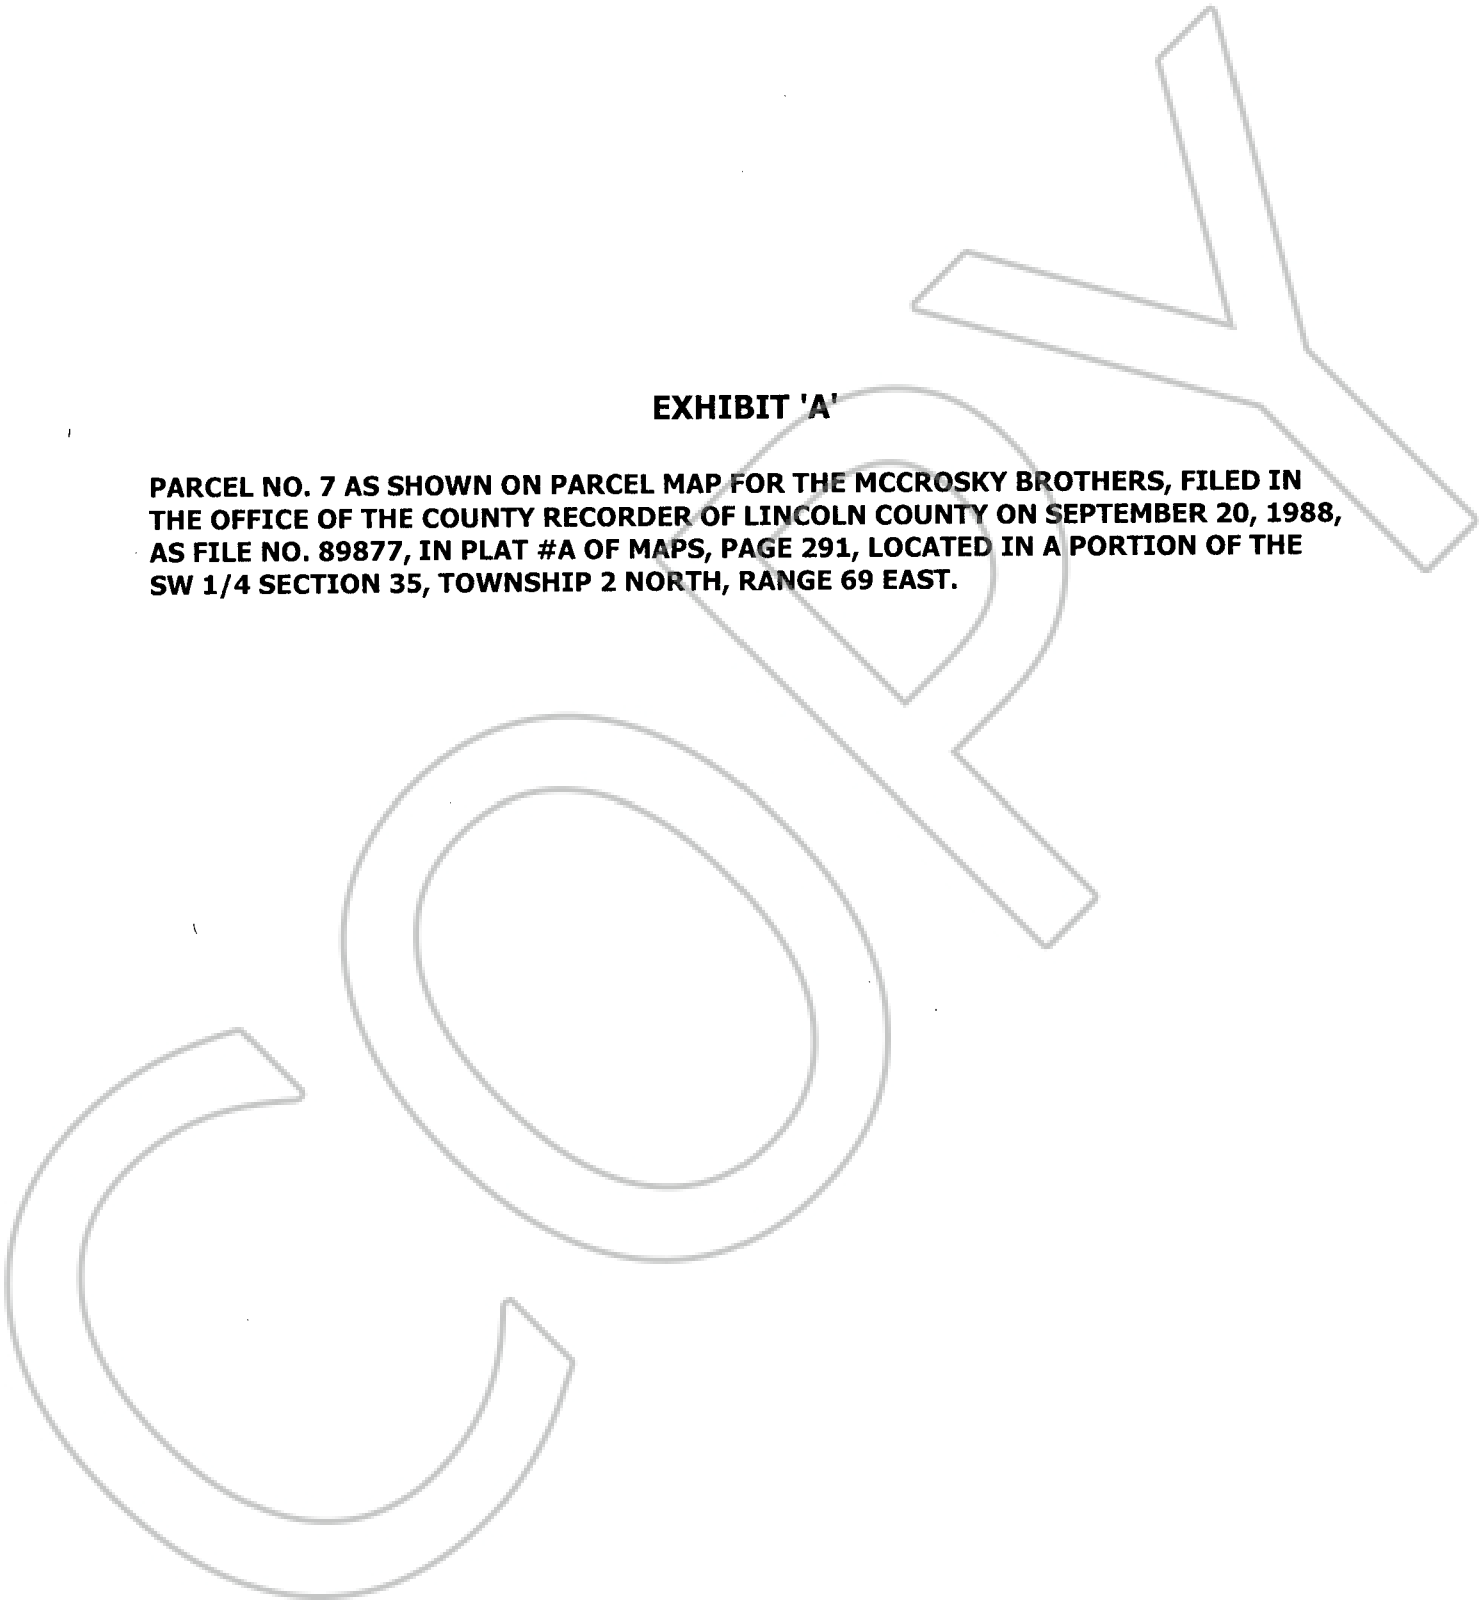 EXHIBIT 'A'
PARCEL NO. 7 AS SHOWN ON PARCEL MAP FOR THE MCCROSKY BROTHERS, FILED IN
THE OFFICE OF THE COUNTY RECORDER OF LINCOLN COUNTY ON SEPTEMBER 20, 1988,
AS FILE NO. 89877, IN PLAT #A OF MAPS, PAGE 291, LOCATED IN A PORTION OF THE
SW 1/4 SECTION 35, TOWNSHIP 2 NORTH, RANGE 69 EAST.
COPY